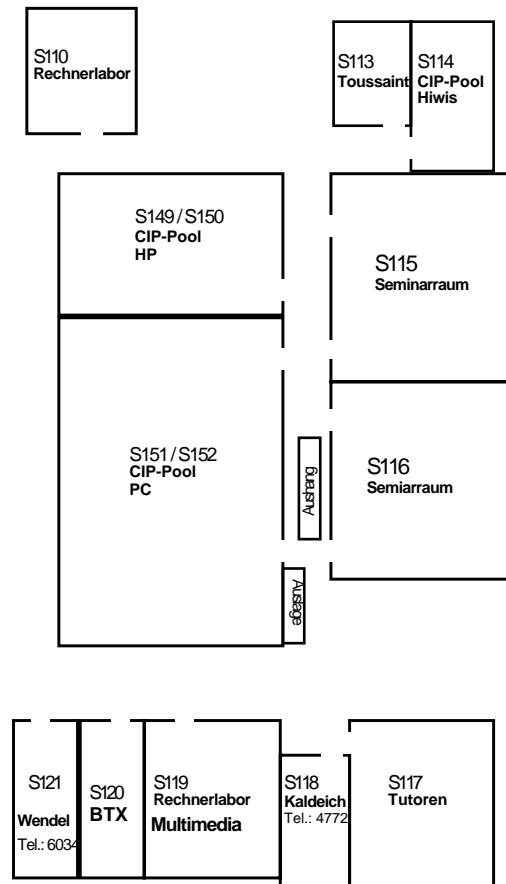 S110
Rechnerlabor
S113
Toussaint
S114
CIP-Pool
Hiwis
S149 / S150
CIP-Pool
HP
S115
Seminarraum
S151 / S152
CIP-Pool
PC
Aushang
S116
Semiarraum
Auslage
S121
Wendel
Tel.: 6034
S120
BTX
S119
Rechnerlabor
Multimedia
S118
Kaldeich
Tel.: 4772
S117
Tutoren